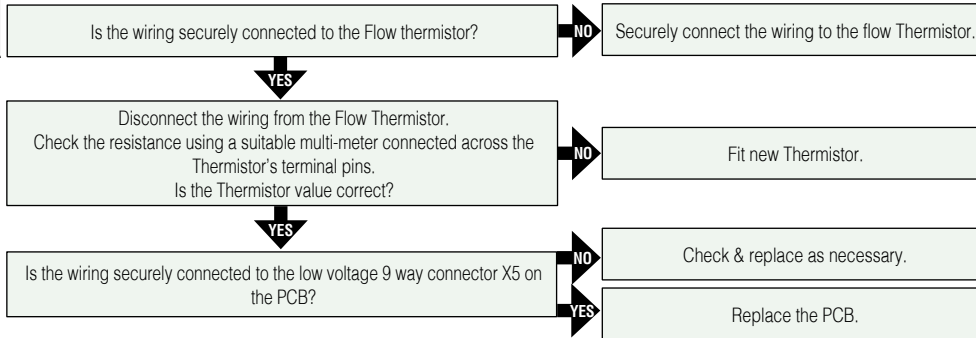 Is the wiring securely connected to the Flow thermistor?
NO
Securely connect the wiring to the flow Thermistor.
YES
Disconnect the wiring from the Flow Thermistor.
Check the resistance using a suitable multi-meter connected across the
Thermistor's terminal pins.
Is the Thermistor value correct?
NO
Fit new Thermistor.
YES
Is the wiring securely connected to the low voltage 9 way connector X5 on
the PCB?
NO
Check & replace as necessary.
YES
Replace the PCB.